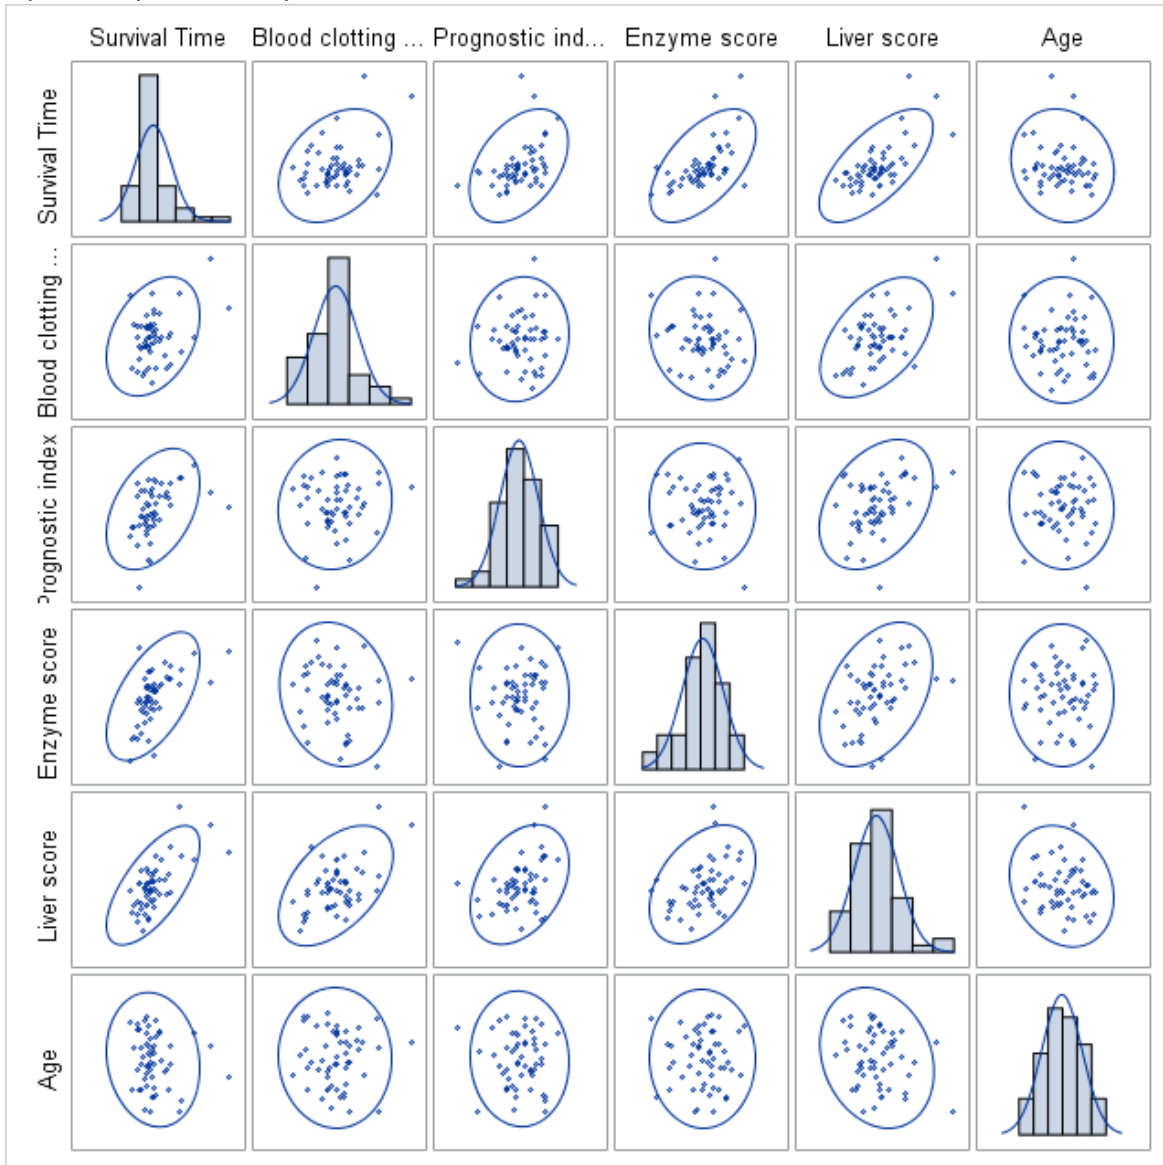 Survival Time Blood clotting ... Prognostic ind... Enzyme score Liver score Age
Survival Time
Blood clotting ...
Prognostic index
Enzyme score
Liver score
Age